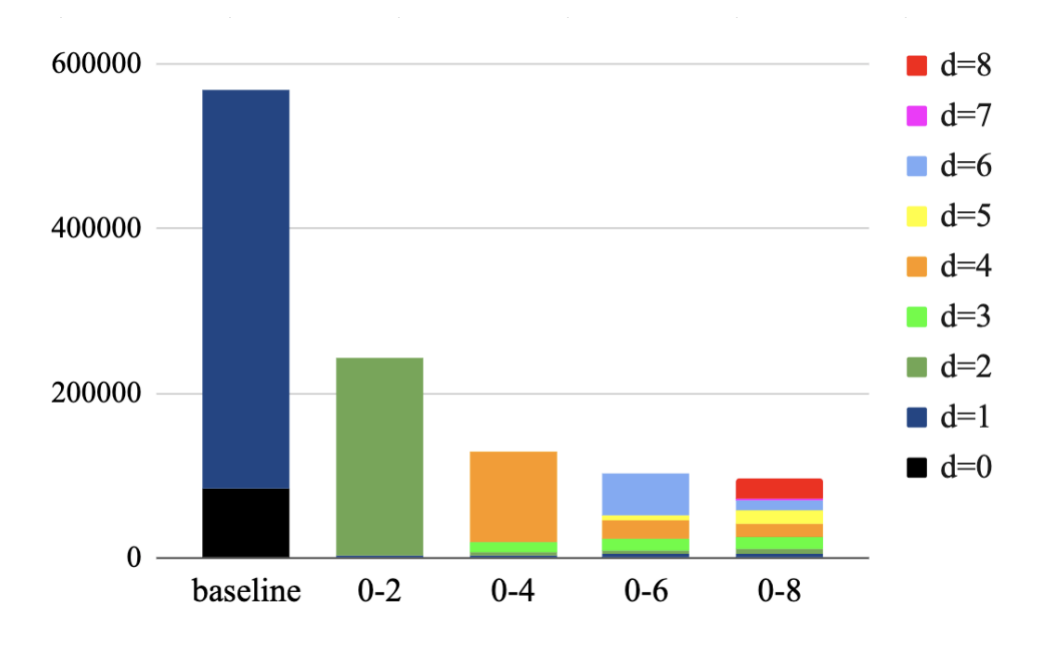 600000
400000
200000
0
baseline
0-2
0-4
0-6
0-8
d=8
d=7
d=6
d=5
d=4
d=3
d=2
d=1
d=0